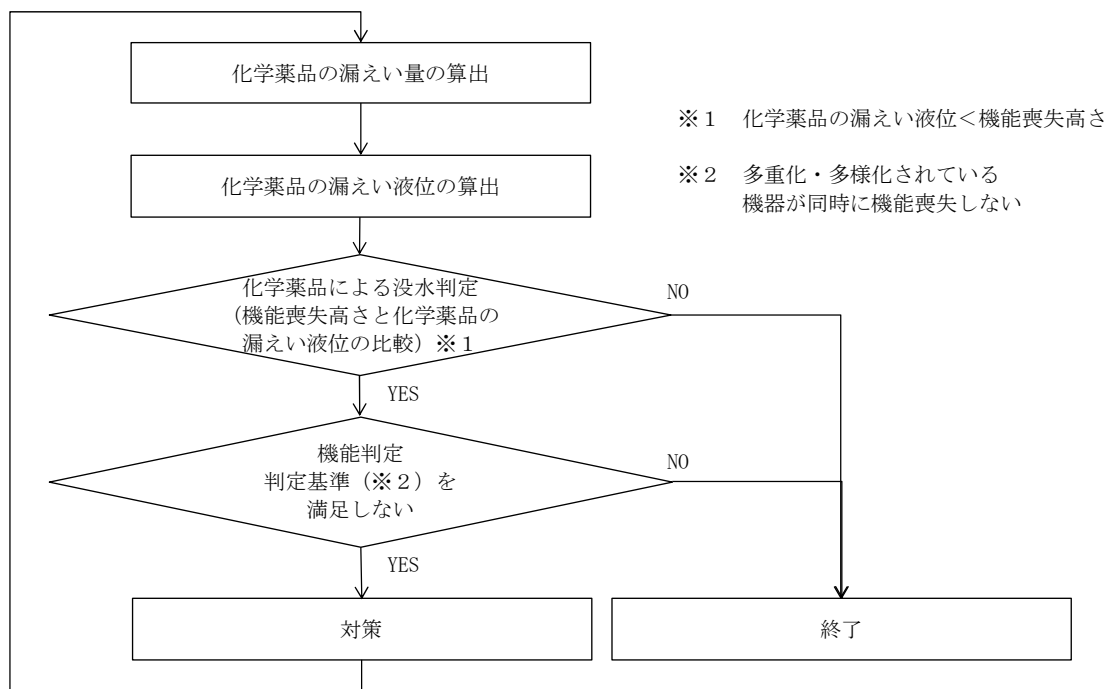 化学薬品の漏えい量の算出
※１　化学薬品の漏えい液位＜機能喪失高さ
化学薬品の漏えい液位の算出
※２　多重化・多様化されている
機器が同時に機能喪失しない
化学薬品による没水判定
（機能喪失高さと化学薬品の
漏えい液位の比較）※１
NO
YES
機能判定
判定基準（※２）を
満足しない
NO
YES
対策
終了